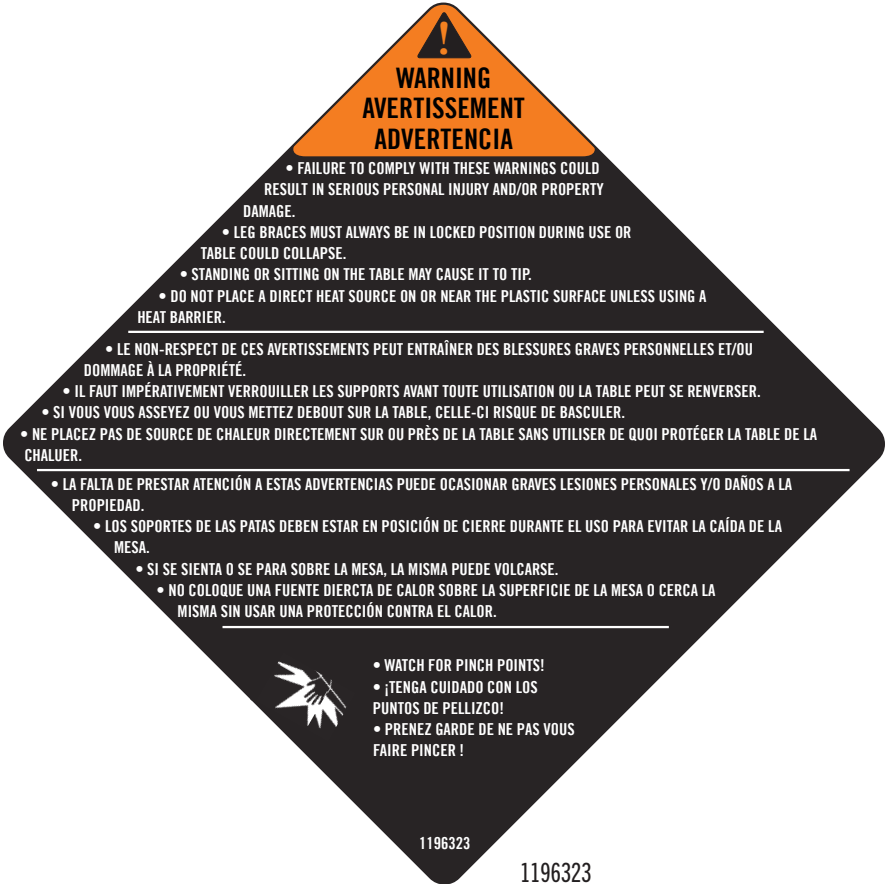 WARNING
AVERTISSEMENT
ADVERTENCIA
• FAILURE TO COMPLY WITH THESE WARNINGS COULD
RESULT IN SERIOUS PERSONAL INJURY AND/OR PROPERTY
DAMAGE.
• LEG BRACES MUST ALWAYS BE IN LOCKED POSITION DURING USE OR
TABLE COULD COLLAPSE.
• STANDING OR SITTING ON THE TABLE MAY CAUSE IT TO TIP.
• DO NOT PLACE A DIRECT HEAT SOURCE ON OR NEAR THE PLASTIC SURFACE UNLESS USING A
HEAT BARRIER.
• LE NON-RESPECT DE CES AVERTISSEMENTS PEUT ENTRAÎNER DES BLESSURES GRAVES PERSONNELLES ET/OU
DOMMAGE À LA PROPRIÉTÉ.
• IL FAUT IMPÉRATIVEMENT VERROUILLER LES SUPPORTS AVANT TOUTE UTILISATION OU LA TABLE PEUT SE RENVERSER.
• SI VOUS VOUS ASSEYEZ OU VOUS METTEZ DEBOUT SUR LA TABLE, CELLE-CI RISQUE DE BASCULER.
• NE PLACEZ PAS DE SOURCE DE CHALEUR DIRECTEMENT SUR OU PRÈS DE LA TABLE SANS UTILISER DE QUOI PROTÉGER LA TABLE DE LA
CHALUER.
• LA FALTA DE PRESTAR ATENCIÓN A ESTAS ADVERTENCIAS PUEDE OCASIONAR GRAVES LESIONES PERSONALES Y/O DAÑOS A LA
PROPIEDAD.
• LOS SOPORTES DE LAS PATAS DEBEN ESTAR EN POSICIÓN DE CIERRE DURANTE EL USO PARA EVITAR LA CAÍDA DE LA
MESA.
• SI SE SIENTA O SE PARA SOBRE LA MESA, LA MISMA PUEDE VOLCARSE.
• NO COLOQUE UNA FUENTE DIERCTA DE CALOR SOBRE LA SUPERFICIE DE LA MESA O CERCA LA
MISMA SIN USAR UNA PROTECCIÓN CONTRA EL CALOR.
• WATCH FOR PINCH POINTS!
• ¡TENGA CUIDADO CON LOS
PUNTOS DE PELLIZCO!
• PRENEZ GARDE DE NE PAS VOUS
FAIRE PINCER !
1196323
1196323